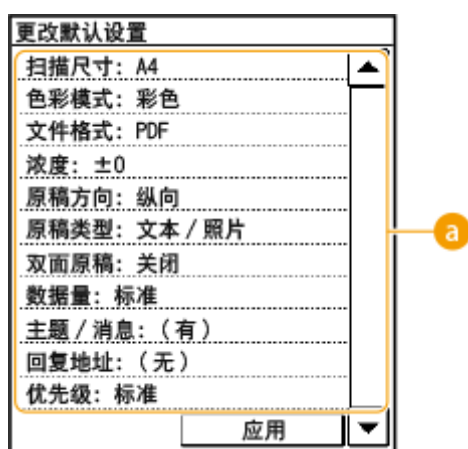 更改默认设置
扫描尺寸: A4
色彩模式: 彩色
文件格式: PDF
浓度: ±0
原稿方向: 纵向
原稿类型: 文本 / 照片
双面原稿: 关闭
数据量: 标准
主题 / 消息: (有)
回复地址: (无)
优先级: 标准
应用
a